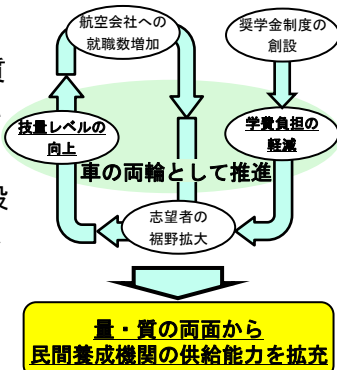 航空会社への
就職数増加
奨学金制度の
創設
質
技量レベルの
向上
学費負担の
軽減
車の両輪として推進
志望者の
裾野拡大
量・質の両面から
民間養成機関の供給能力を拡充